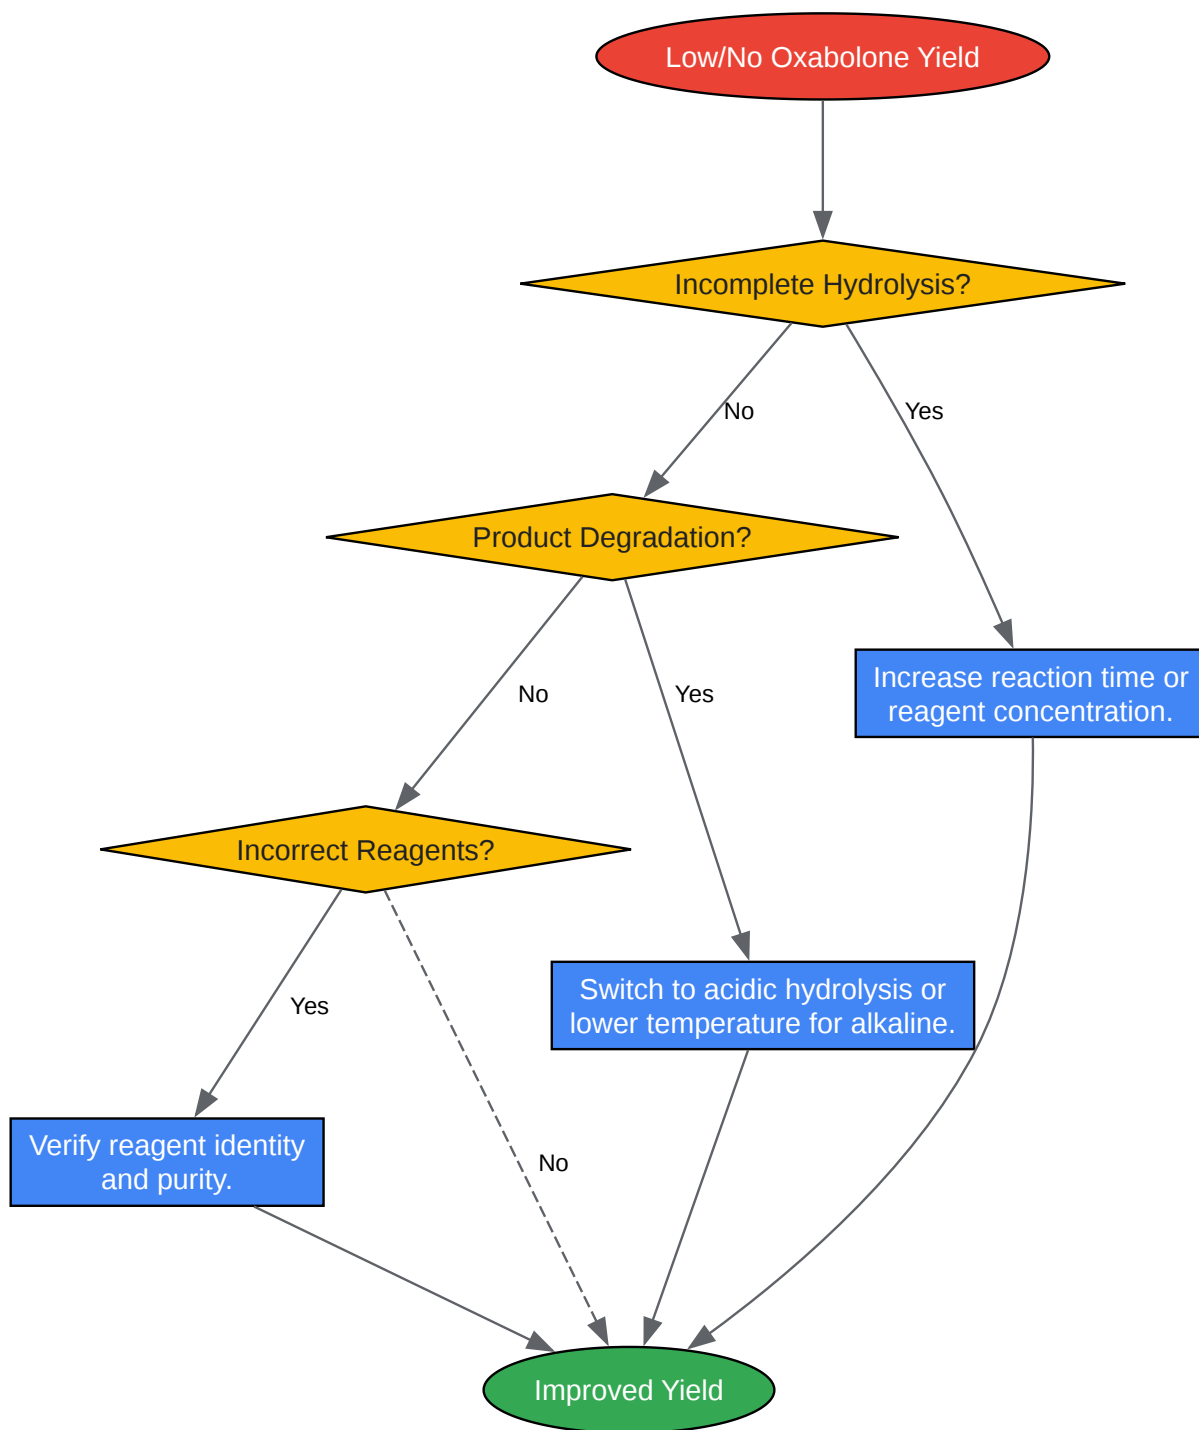 Low/No Oxabolone Yield
Incomplete Hydrolysis?
No
Yes
Product Degradation?
Increase reaction time or
reagent concentration.
No
Yes
Incorrect Reagents?
Switch to acidic hydrolysis or
lower temperature for alkaline.
Yes
Verify reagent identity
and purity.
No
Improved Yield